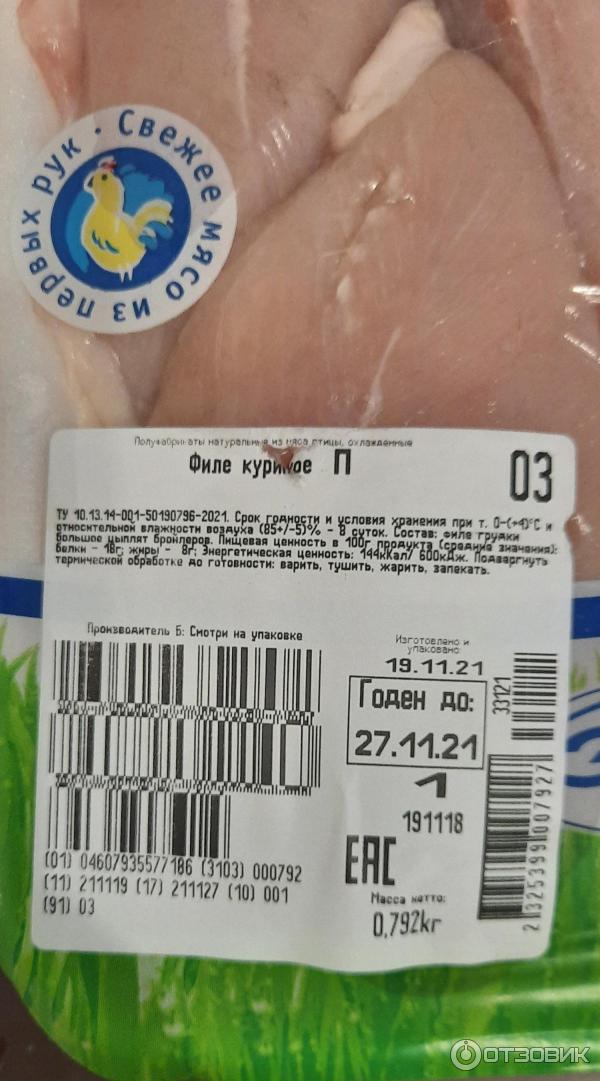 Свежее мясо из первых рук ·
Полуфабрикаты натуральные из мяса птицы, охлажденные
Филе куриное П
03
ТУ 10.13.14-001-50190796-2021. Срок годности и условия хранения при т. 0-(+4)°С и
относительной влажности воздуха (85+/-5)% - 8 суток. Состав: филе грудки
большое цыплят бройлеров. Пищевая ценность в 100г продукта (средние значения):
белки - 18г; жиры - 8г; Энергетическая ценность: 144кКал/ 600кДж. Подвергнуть
термической обработке до готовности: варить, тушить, жарить, запекать.
Производитель Б: Смотри на упаковке
Изготовлено и
упаковано:
19.11.21
Годен до:
27.11.21
1
191118
33121
2325399007927
(01) 04607935577186 (3103) 000792
(11) 211119 (17) 211127 (10) 001
(91) 03
EAC
Масса нетто:
0,792кг
ОТЗОВИК